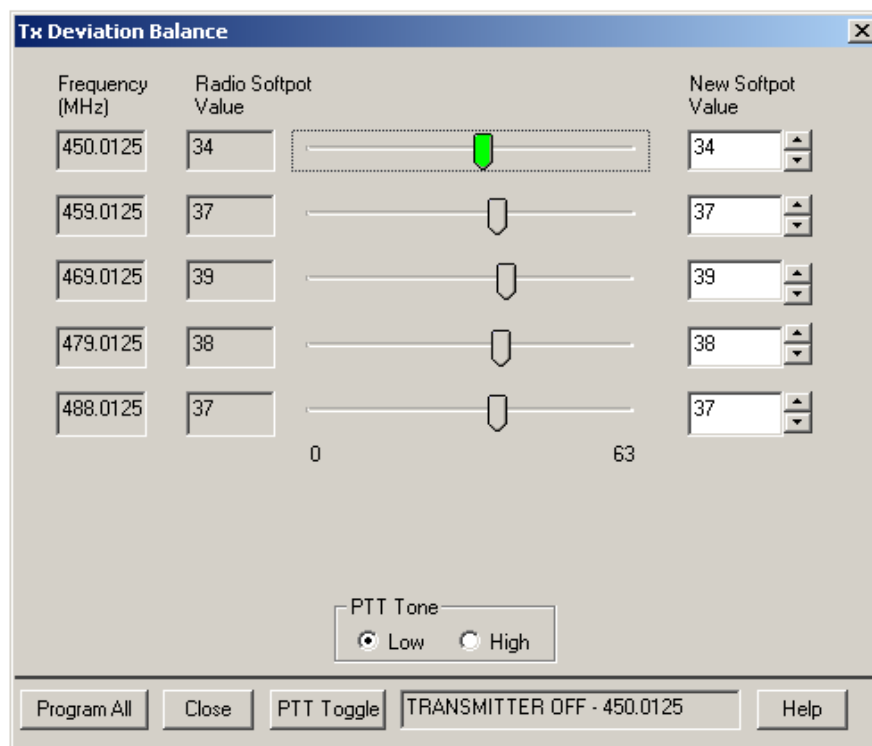 Tx Deviation Balance
Frequency (MHz) Radio Softpot Value New Softpot Value
450.0125 34 34
459.0125 37 37
469.0125 39 39
479.0125 38 38
488.0125 37 37
0 63
PTT Tone
Low High
Program All Close PTT Toggle TRANSMITTER OFF - 450.0125 Help